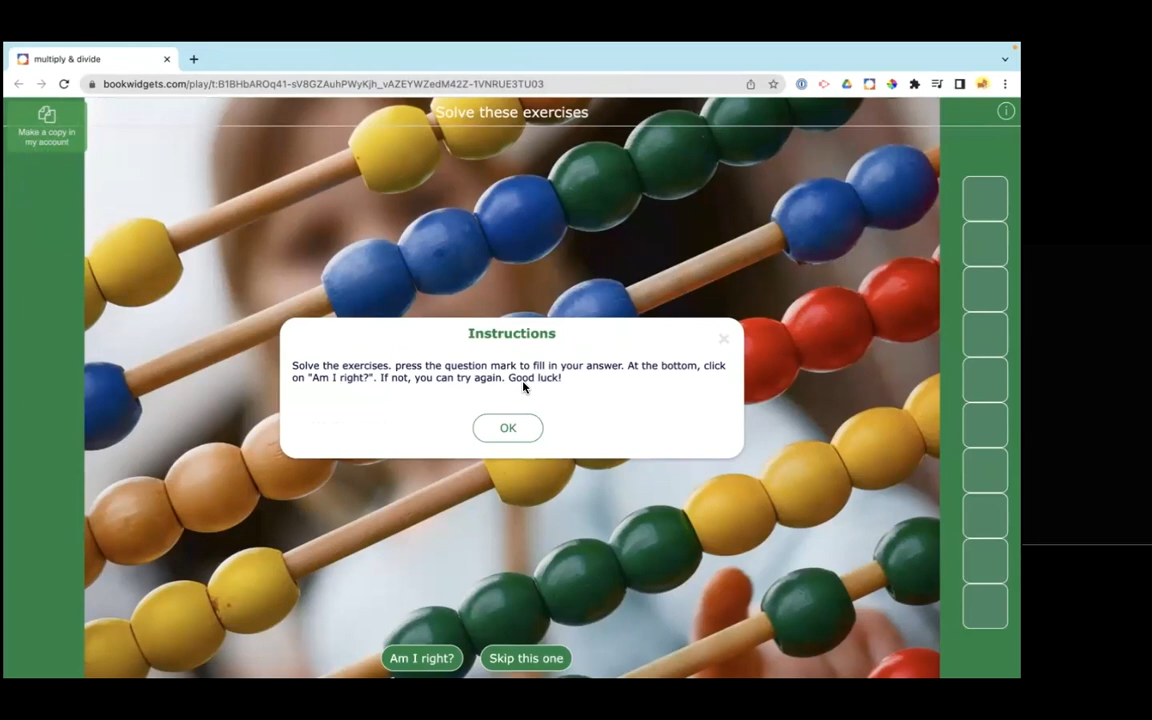 multiply & divide
bookwidgets.com/play/t:B1BHbAROq41-sV8GZAuhPWyKjh_vAZEYWZedM42Z-1VNRUE3TU03
Make a copy in
my account
Solve these exercises
Instructions
Solve the exercises. press the question mark to fill in your answer. At the bottom, click
on "Am I right?". If not, you can try again. Good luck!
OK
Am I right?
Skip this one